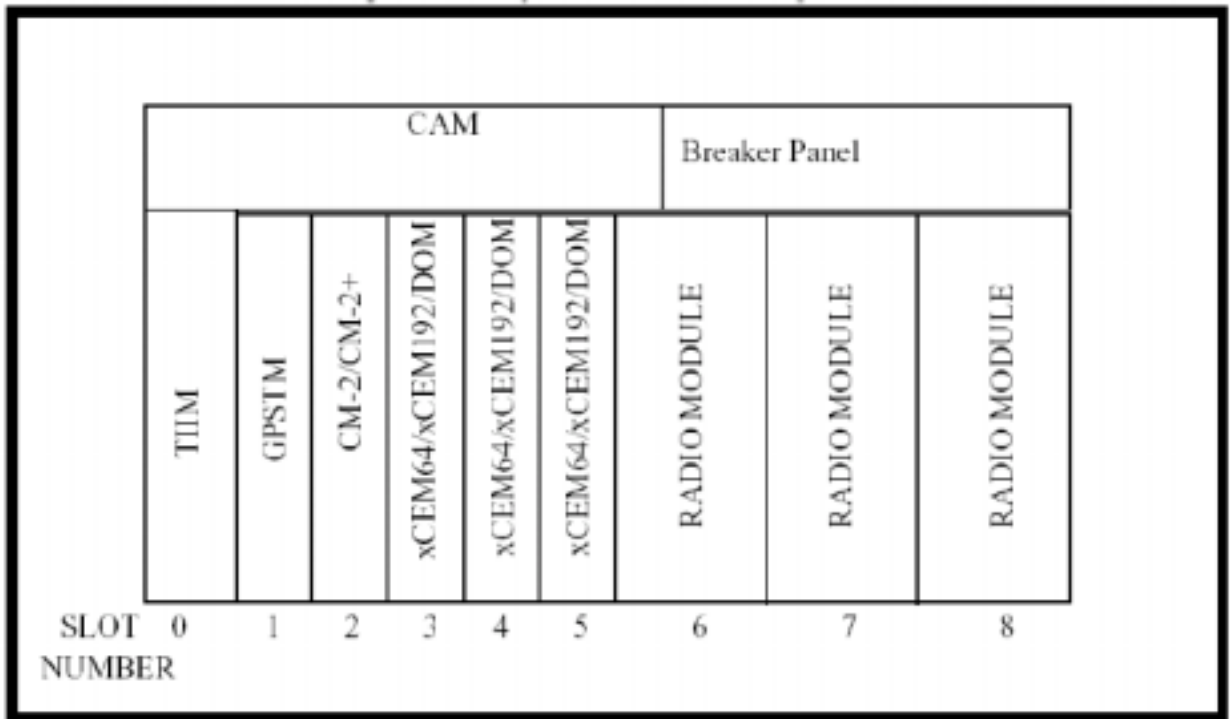 CAM
Breaker Panel
TIIM
GPSTM
CM-2/CM-2+
xCEM64/xCEM192/DOM
xCEM64/xCEM192/DOM
xCEM64/xCEM192/DOM
RADIO MODULE
RADIO MODULE
RADIO MODULE
SLOT 0 1 2 3 4 5 6 7 8
NUMBER